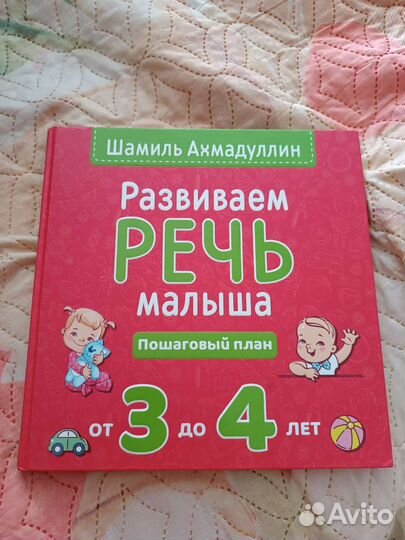 Шамиль Ахмадуллин
Развиваем
РЕЧЬ
малыша
Пошаговый план
от 3 до 4 лет
Avito